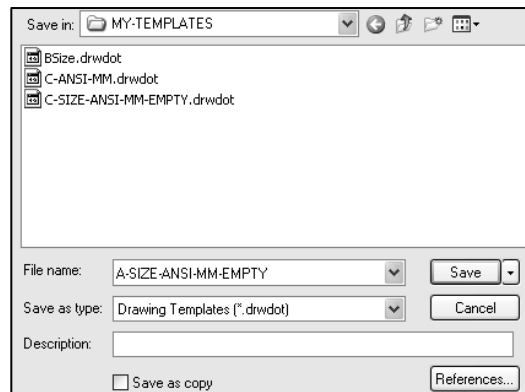 Save in: MY-TEMPLATES
BSize.drwdot
C-ANSI-MM.drwdot
C-SIZE-ANSI-MM-EMPTY.drwdot
File name: A-SIZE-ANSI-MM-EMPTY Save
Save as type: Drawing Templates (*.drwdot) Cancel
Description:
Save as copy References...